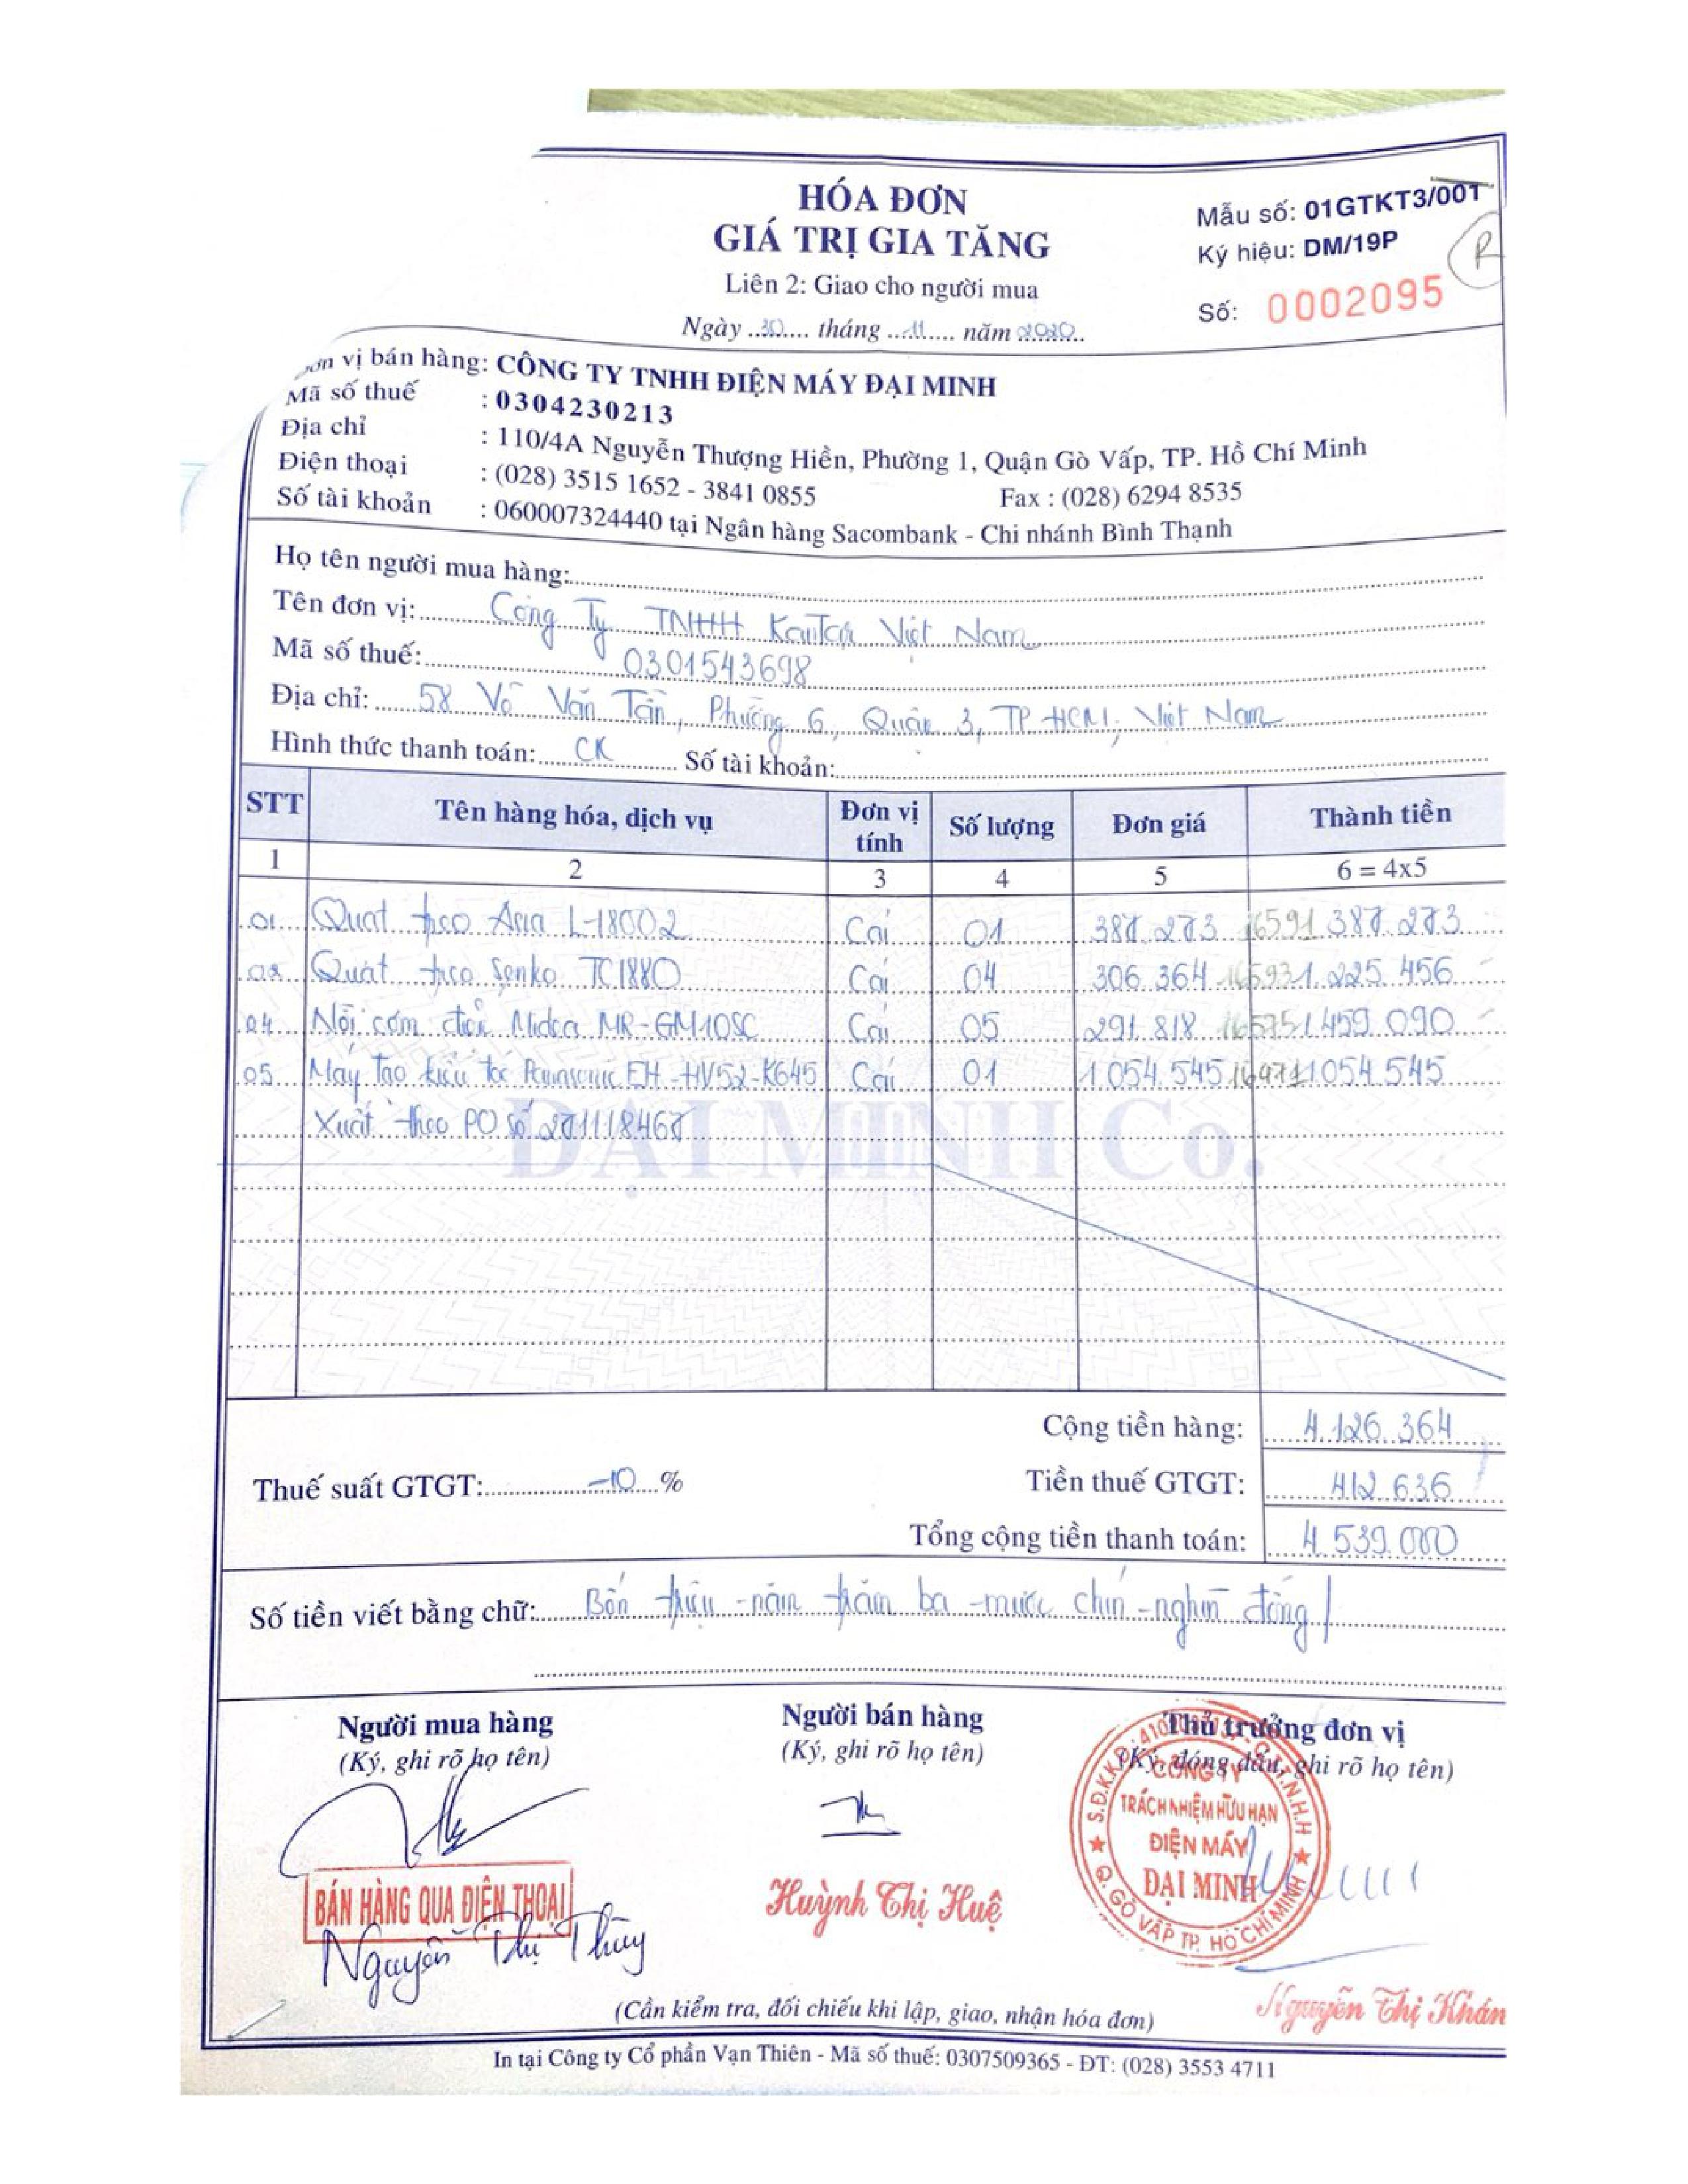 HÓA ĐƠN
GIÁ TRỊ GIA TĂNG
Liên 2: Giao cho người mua
Ngày 30 tháng 11 năm 2020
Mẫu số: 01GTKT3/001
Ký hiệu: DM/19P
R
Số: 0002095
vị bán hàng: CÔNG TY TNHH ĐIỆN MÁY ĐẠI MINH
Mã số thuế : 0304230213
Địa chỉ : 110/4A Nguyễn Thượng Hiền, Phường 1, Quận Gò Vấp, TP. Hồ Chí Minh
Điện thoại : (028) 3515 1652 - 3841 0855 Fax : (028) 6294 8535
Số tài khoản : 060007324440 tại Ngân hàng Sacombank - Chi nhánh Bình Thạnh
Họ tên người mua hàng:
Tên đơn vị: Công Ty TNHH Kantar Việt Nam
Mã số thuế: 0301543698
Địa chỉ: 58 Võ Văn Tần, Phường 6, Quận 3, TP HCM, Việt Nam
Hình thức thanh toán: CK Số tài khoản:
STT Tên hàng hóa, dịch vụ Đơn vị tính Số lượng Đơn giá Thành tiền
1 2 3 4 5 6 = 4x5
01 Quạt treo Asia L-18002 Cái 01 387.273 16591 387.273
02 Quạt treo Senko TC1880 Cái 04 306.364 16593 1.225.456
04 Nồi cơm điện Midea MR-GM10SC Cái 05 291.818 16575 1.459.090
05 Máy tạo kiểu tóc Panasonic EH-HV52-K645 Cái 01 1.054.545 16971 1.054.545
Xuất theo PO số 271118467
ĐẠI MINH Co.
Cộng tiền hàng: 4.126.364
Thuế suất GTGT: 10 % Tiền thuế GTGT: 412.636
Tổng cộng tiền thanh toán: 4.539.000
Số tiền viết bằng chữ: Bốn triệu năm trăm ba mươi chín nghìn đồng/
Người mua hàng Người bán hàng Thủ trưởng đơn vị
(Ký, ghi rõ họ tên) (Ký, ghi rõ họ tên) (Ký, đóng dấu, ghi rõ họ tên)
CÔNG TY
TRÁCH NHIỆM HỮU HẠN
ĐIỆN MÁY
ĐẠI MINH
Q. GÒ VẤP TP. HỒ CHÍ MINH
BÁN HÀNG QUA ĐIỆN THOẠI
Huỳnh Thị Huệ
Nguyễn Thị Thùy
Nguyễn Thị Khán
(Cần kiểm tra, đối chiếu khi lập, giao, nhận hóa đơn)
In tại Công ty Cổ phần Vạn Thiên - Mã số thuế: 0307509365 - ĐT: (028) 3553 4711